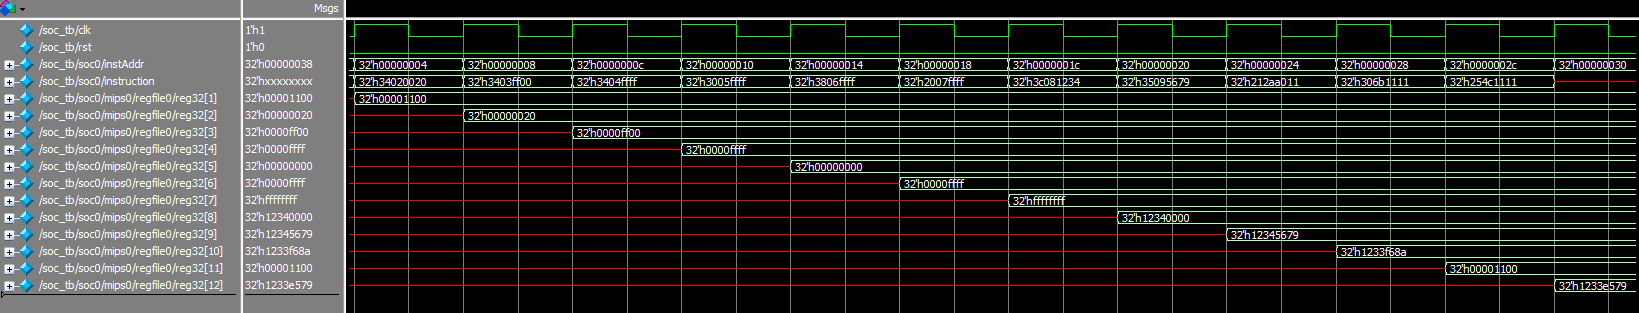 Msgs
/soc_tb/clk 1'h1
/soc_tb/rst 1'h0
/soc_tb/soc0/instAddr 32'h00000038 32'h00000004 32'h00000008 32'h0000000c 32'h00000010 32'h00000014 32'h00000018 32'h0000001c 32'h00000020 32'h00000024 32'h00000028 32'h0000002c 32'h00000030
/soc_tb/soc0/instruction 32'hxxxxxxxx 32'h34020020 32'h3403ff00 32'h3404ffff 32'h3005ffff 32'h3806ffff 32'h2007ffff 32'h3c081234 32'h35095679 32'h212aa011 32'h306b1111 32'h254c1111
/soc_tb/soc0/mips0/regfile0/reg32[1] 32'h00001100 32'h00001100
/soc_tb/soc0/mips0/regfile0/reg32[2] 32'h00000020 32'h00000020
/soc_tb/soc0/mips0/regfile0/reg32[3] 32'h0000ff00 32'h0000ff00
/soc_tb/soc0/mips0/regfile0/reg32[4] 32'h0000ffff 32'h0000ffff
/soc_tb/soc0/mips0/regfile0/reg32[5] 32'h00000000 32'h00000000
/soc_tb/soc0/mips0/regfile0/reg32[6] 32'h0000ffff 32'h0000ffff
/soc_tb/soc0/mips0/regfile0/reg32[7] 32'hffffffff 32'hffffffff
/soc_tb/soc0/mips0/regfile0/reg32[8] 32'h12340000 32'h12340000
/soc_tb/soc0/mips0/regfile0/reg32[9] 32'h12345679 32'h12345679
/soc_tb/soc0/mips0/regfile0/reg32[10] 32'h1233f68a 32'h1233f68a
/soc_tb/soc0/mips0/regfile0/reg32[11] 32'h00001100 32'h00001100
/soc_tb/soc0/mips0/regfile0/reg32[12] 32'h1233e579 32'h1233e579